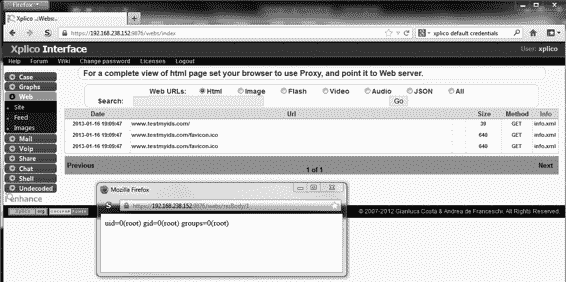 Firefox
Xplico ..:Webs:..
https://192.168.238.152:9876/webs/index
xplico default credentials
Xplico Interface
User: xplico
Help Forum Wiki Change password Licenses Logout
Case
Graphs
Web
Site
Feed
Images
Mail
Voip
Share
Chat
Shell
Undecoded
For a complete view of html page set your browser to use Proxy, and point it to Web server.
Web URLs: Html Image Flash Video Audio JSON All
Search: Go
Date Url Size Method Info
2013-01-16 19:09:47 www.testmyids.com/ 39 GET info.xml
2013-01-16 19:09:47 www.testmyids.com/favicon.ico 640 GET info.xml
2013-01-16 19:09:47 www.testmyids.com/favicon.ico 640 GET info.xml
Previous 1 of 1 Next
enhance
© 2007-2012 Gianluca Costa & Andrea de Franceschi. All Rights Reserved.
Mozilla Firefox
https://192.168.238.152:9876/webs/resBody/1
uid=0(root) gid=0(root) groups=0(root)